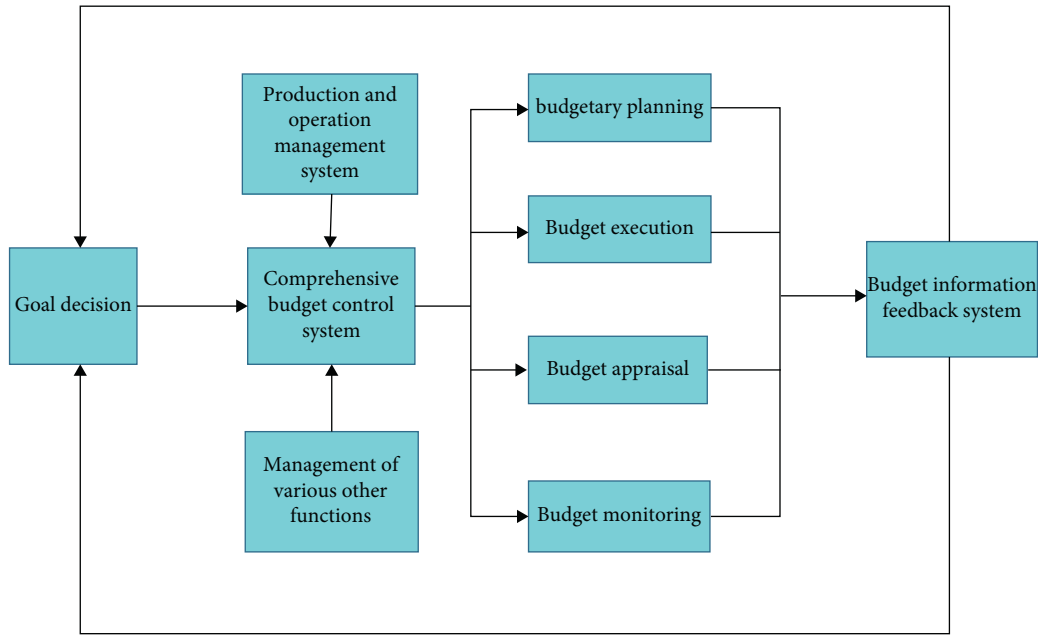 Goal decision
Production and
operation
management
system
Comprehensive
budget control
system
Management of
various other
functions
budgetary planning
Budget execution
Budget appraisal
Budget monitoring
Budget information
feedback system